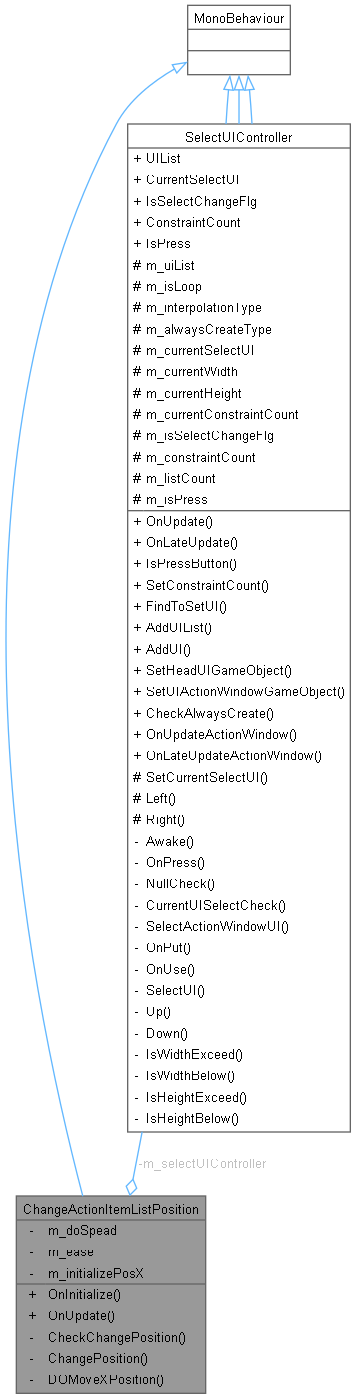 MonoBehaviour
SelectUIController
+ UIList
+ CurrentSelectUI
+ IsSelectChangeFlg
+ ConstraintCount
+ IsPress
# m_uiList
# m_isLoop
# m_interpolationType
# m_alwaysCreateType
# m_currentSelectUI
# m_currentWidth
# m_currentHeight
# m_currentConstraintCount
# m_isSelectChangeFlg
# m_constraintCount
# m_listCount
# m_isPress
+ OnUpdate()
+ OnLateUpdate()
+ IsPressButton()
+ SetConstraintCount()
+ FindToSetUI()
+ AddUIList()
+ AddUI()
+ SetHeadUIGameObject()
+ SetUIActionWindowGameObject()
+ CheckAlwaysCreate()
+ OnUpdateActionWindow()
+ OnLateUpdateActionWindow()
# SetCurrentSelectUI()
# Left()
# Right()
- Awake()
- OnPress()
- NullCheck()
- CurrentUISelectCheck()
- SelectActionWindowUI()
- OnPut()
- OnUse()
- SelectUI()
- Up()
- Down()
- IsWidthExceed()
- IsWidthBelow()
- IsHeightExceed()
- IsHeightBelow()
-m_selectUIController
ChangeActionItemListPosition
- m_doSpead
- m_ease
- m_initializePosX
+ OnInitialize()
+ OnUpdate()
- CheckChangePosition()
- ChangePosition()
- DOMoveXPosition()